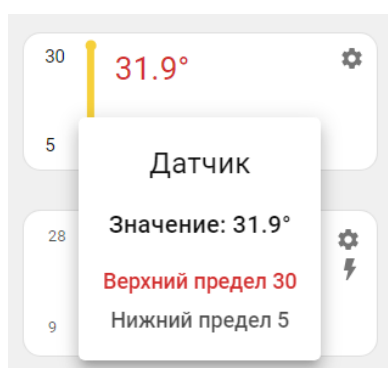 30
31.9°
5
Датчик
Значение: 31.9°
28
Верхний предел 30
Нижний предел 5
9